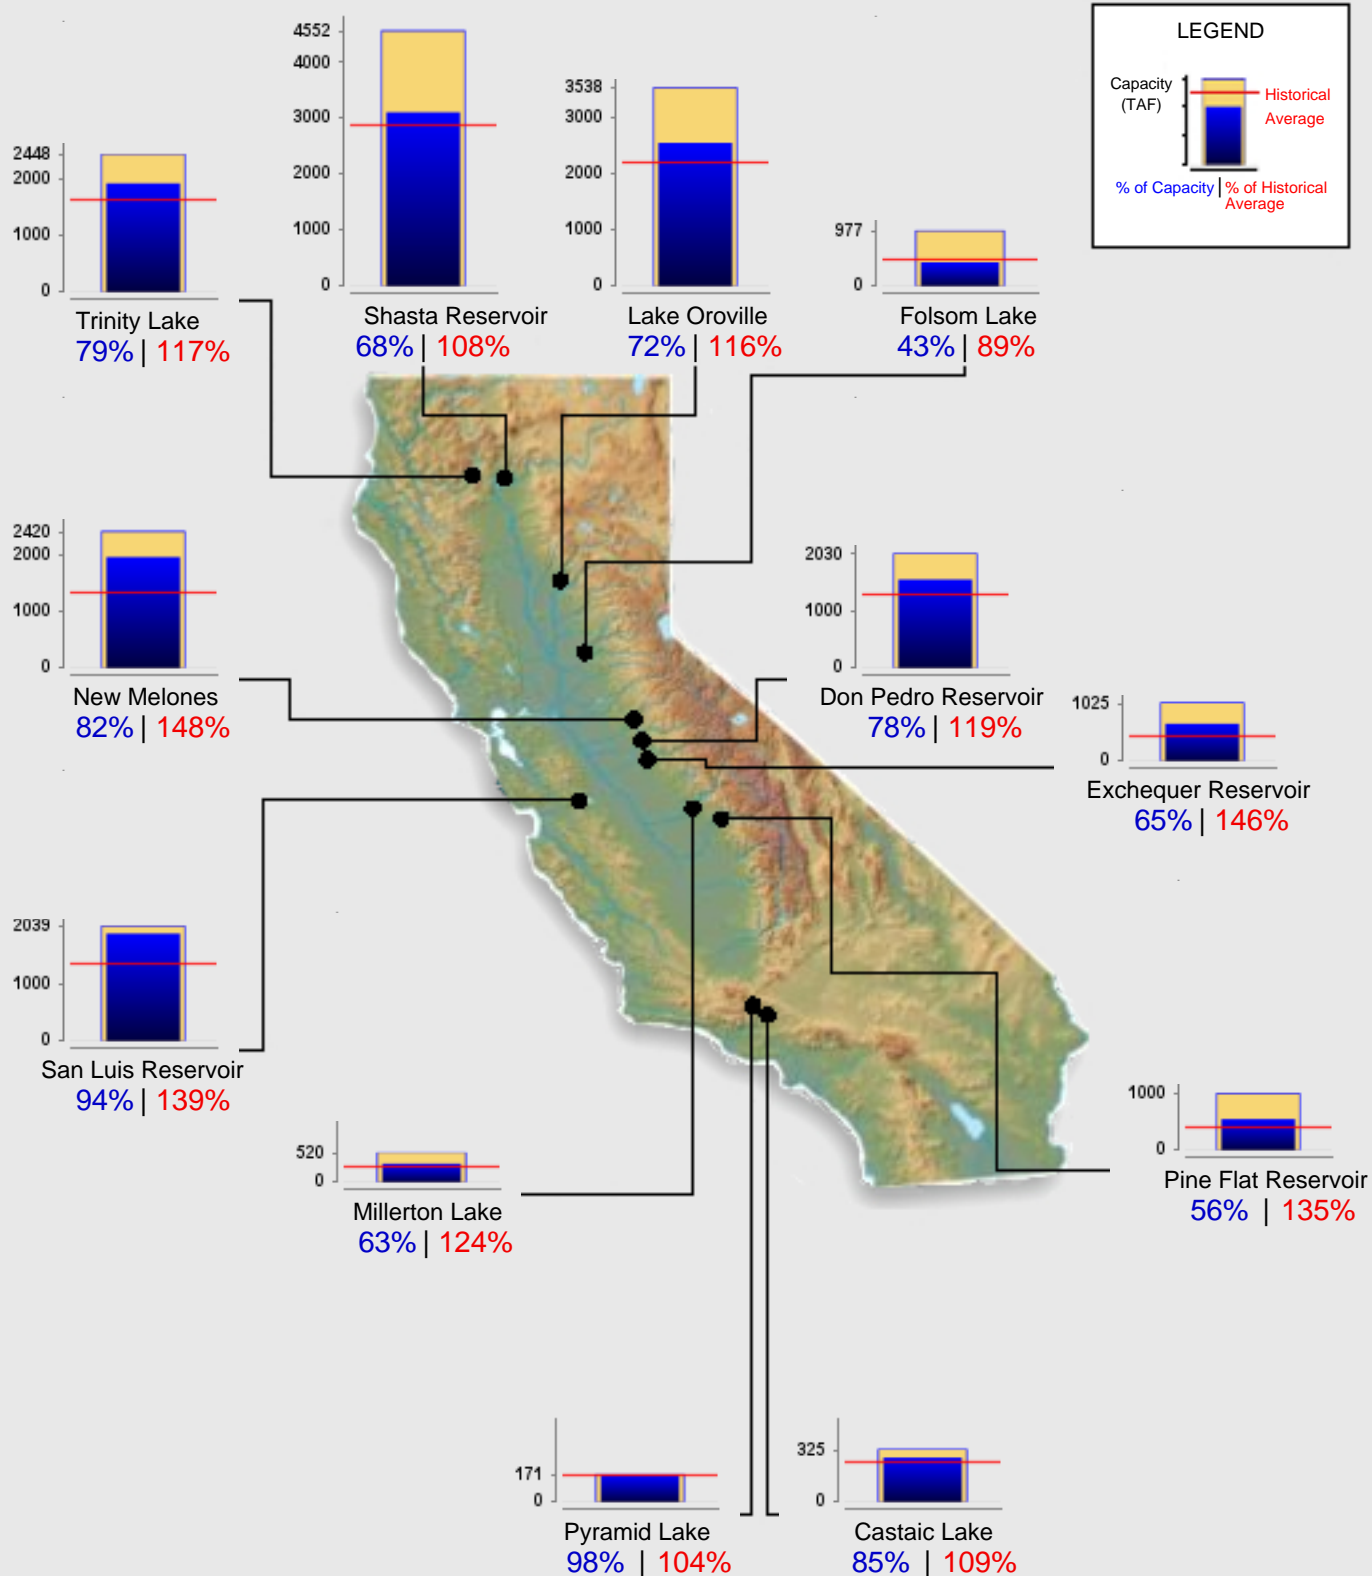 LEGEND
Capacity
(TAF)
Historical
Average
% of Capacity | % of Historical
Average
4552
4000
3000
2000
1000
0
Shasta Reservoir
68% | 108%
3538
3000
2000
1000
0
Lake Oroville
72% | 116%
977
0
Folsom Lake
43% | 89%
2448
2000
1000
0
Trinity Lake
79% | 117%
2420
2000
1000
0
New Melones
82% | 148%
2030
1000
0
Don Pedro Reservoir
78% | 119%
1025
0
Exchequer Reservoir
65% | 146%
2039
1000
0
San Luis Reservoir
94% | 139%
520
0
Millerton Lake
63% | 124%
1000
0
Pine Flat Reservoir
56% | 135%
171
0
Pyramid Lake
98% | 104%
325
0
Castaic Lake
85% | 109%